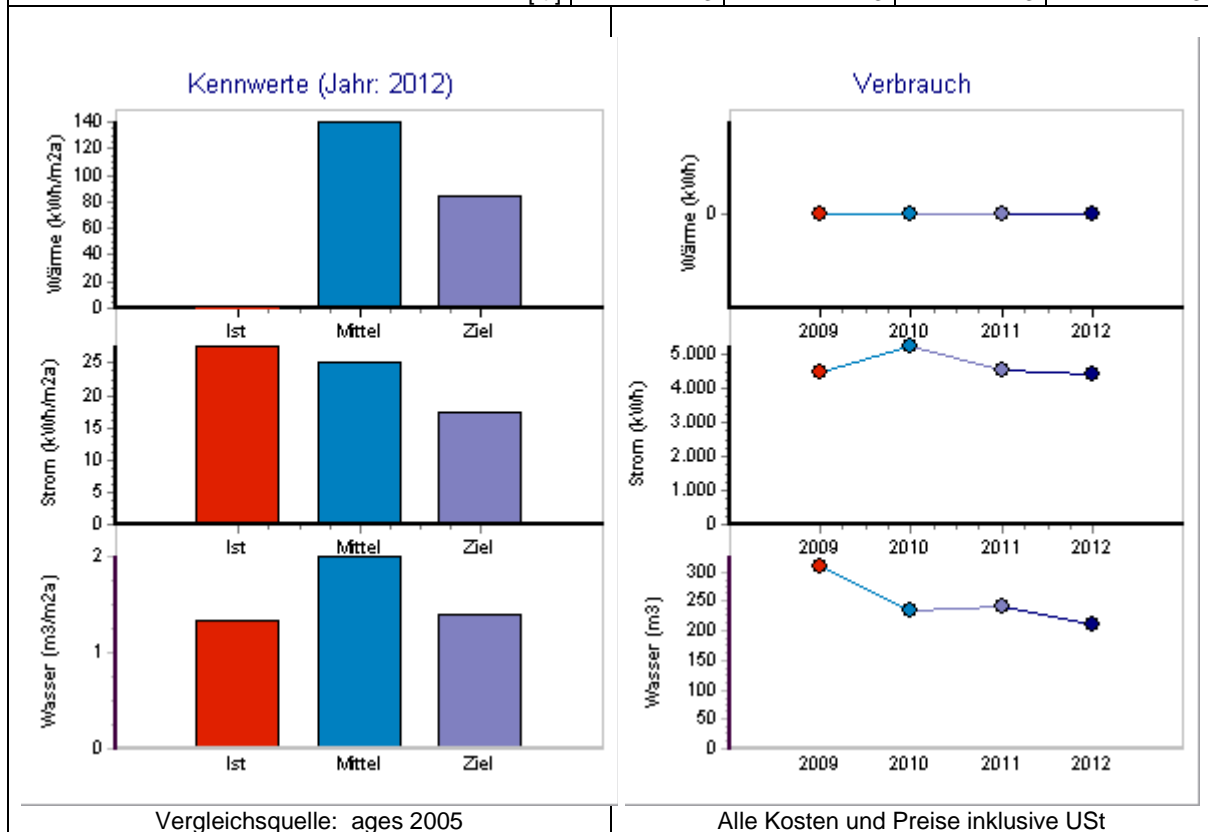 Kennwerte (Jahr: 2012)
Wärme (kWh/m2a)
140
120
100
80
60
40
20
0
Ist Mittel Ziel
Strom (kWh/m2a)
25
20
15
10
5
0
Ist Mittel Ziel
Wasser (m3/m2a)
2
1
0
Ist Mittel Ziel
Vergleichsquelle: ages 2005
Verbrauch
Wärme (kWh)
0
2009 2010 2011 2012
Strom (kWh)
5.000
4.000
3.000
2.000
1.000
0
2009 2010 2011 2012
Wasser (m3)
300
250
200
150
100
50
0
2009 2010 2011 2012
Alle Kosten und Preise inklusive USt